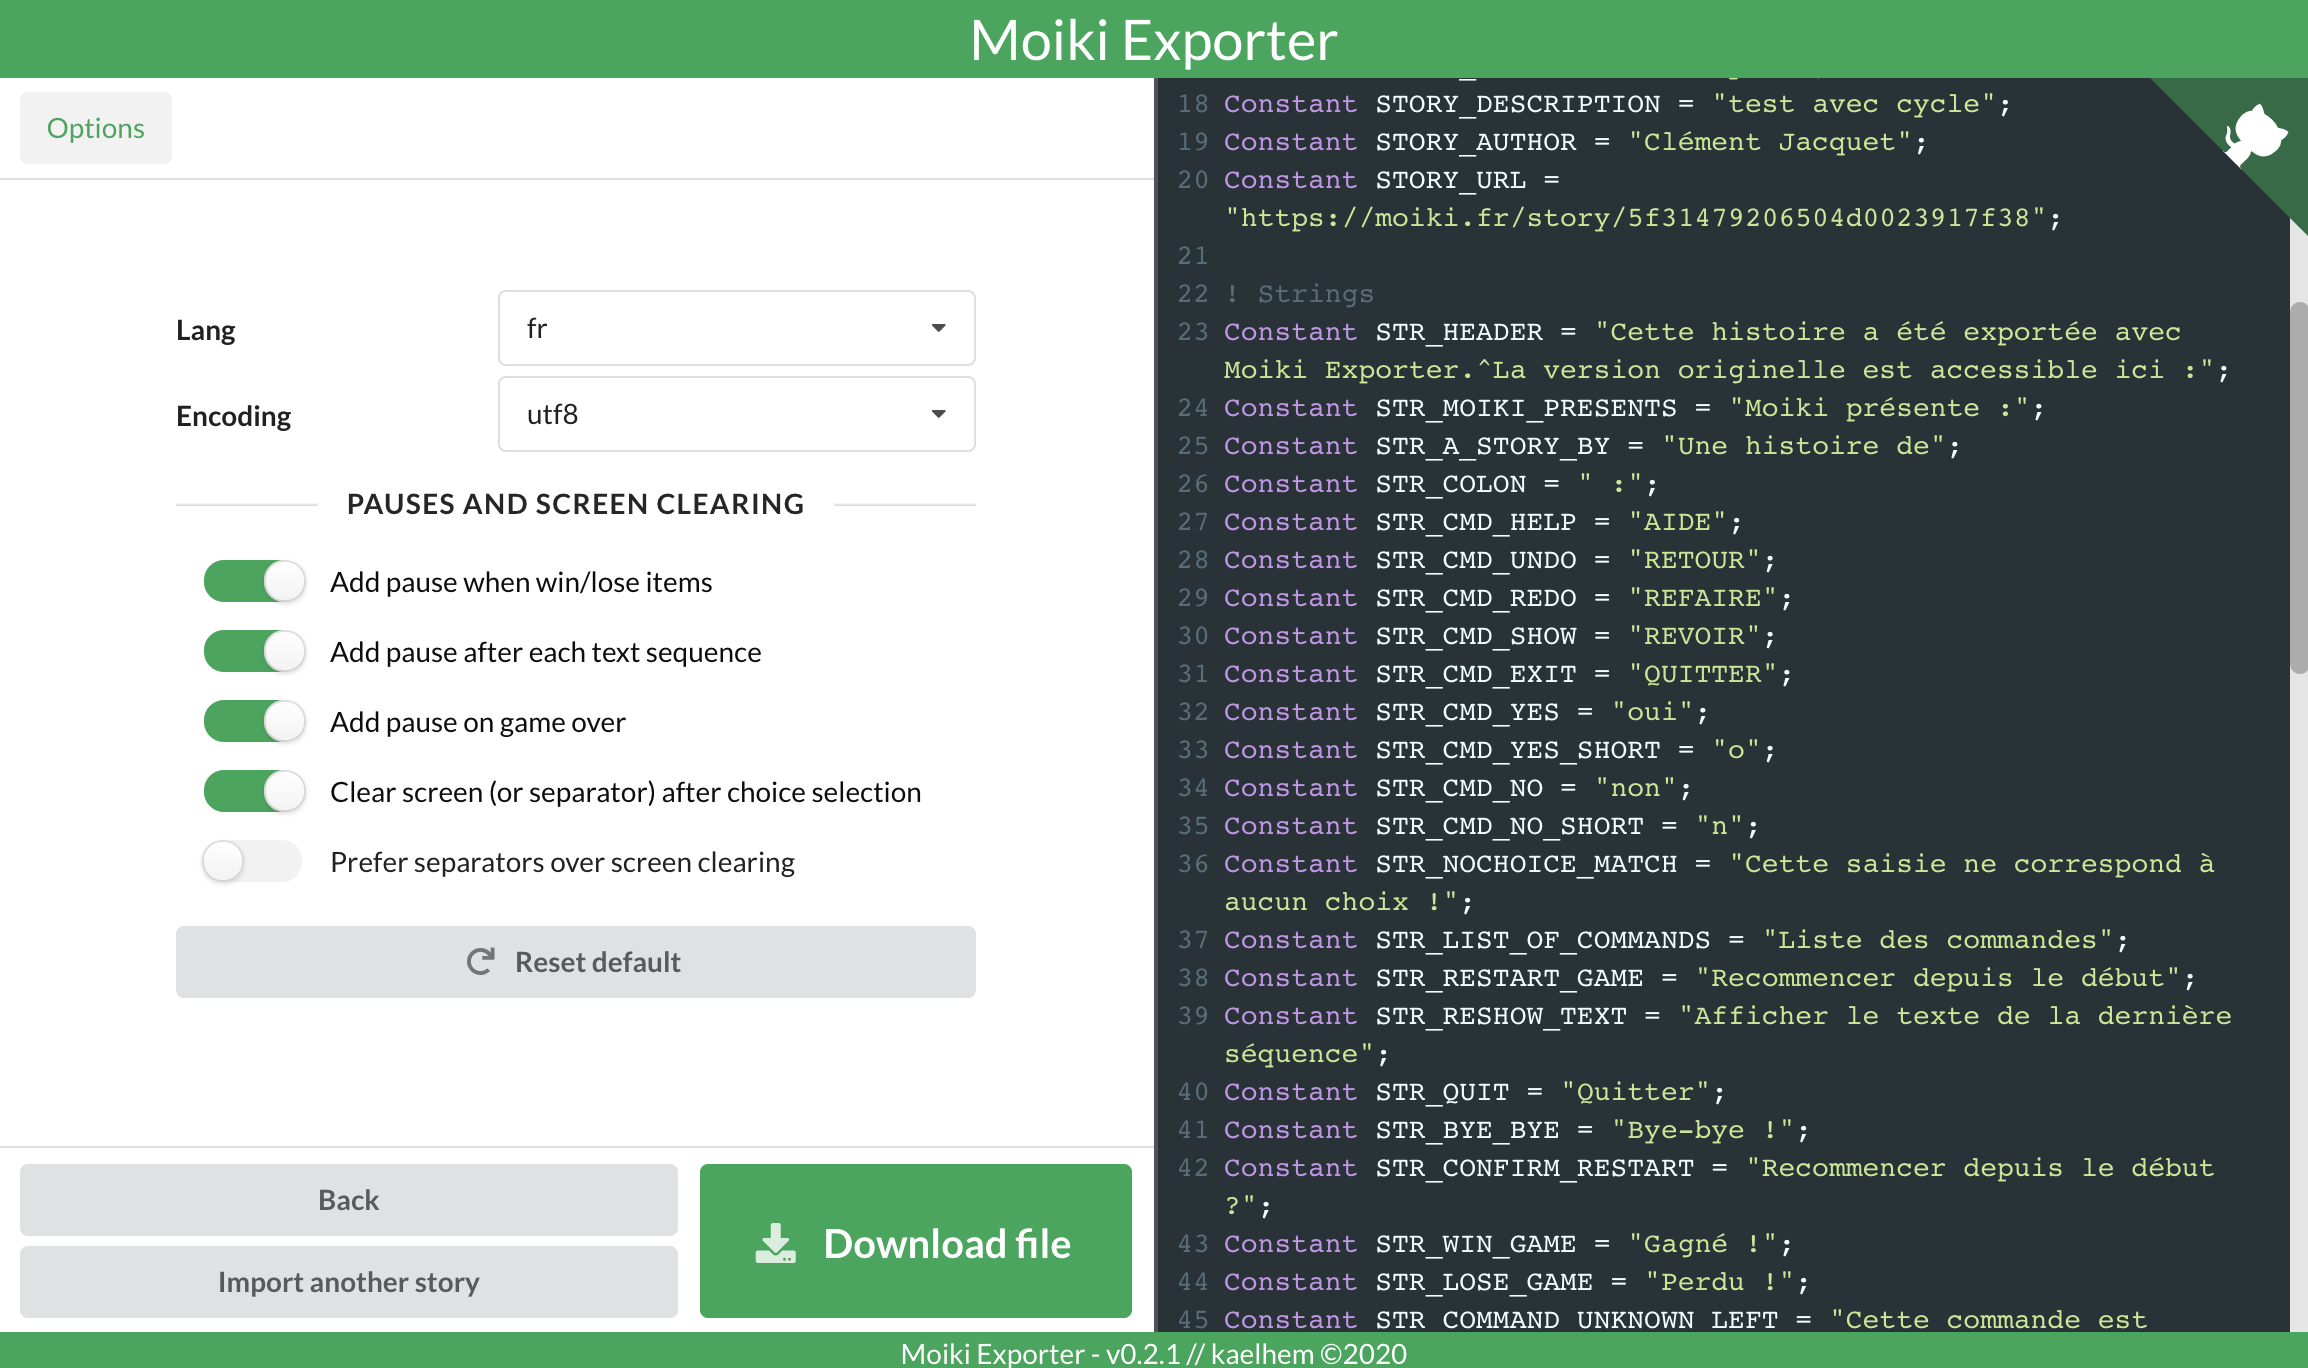 Moiki Exporter
Options
Lang
fr
Encoding
utf8
PAUSES AND SCREEN CLEARING
Add pause when win/lose items
Add pause after each text sequence
Add pause on game over
Clear screen (or separator) after choice selection
Prefer separators over screen clearing
Reset default
Back
Import another story
Download file
18 Constant STORY_DESCRIPTION = "test avec cycle";
19 Constant STORY_AUTHOR = "Clément Jacquet";
20 Constant STORY_URL =
"https://moiki.fr/story/5f31479206504d0023917f38";
21
22 ! Strings
23 Constant STR_HEADER = "Cette histoire a été exportée avec
Moiki Exporter.^La version originelle est accessible ici :";
24 Constant STR_MOIKI_PRESENTS = "Moiki présente :";
25 Constant STR_A_STORY_BY = "Une histoire de";
26 Constant STR_COLON = " :";
27 Constant STR_CMD_HELP = "AIDE";
28 Constant STR_CMD_UNDO = "RETOUR";
29 Constant STR_CMD_REDO = "REFAIRE";
30 Constant STR_CMD_SHOW = "REVOIR";
31 Constant STR_CMD_EXIT = "QUITTER";
32 Constant STR_CMD_YES = "oui";
33 Constant STR_CMD_YES_SHORT = "o";
34 Constant STR_CMD_NO = "non";
35 Constant STR_CMD_NO_SHORT = "n";
36 Constant STR_NOCHOICE_MATCH = "Cette saisie ne correspond à
aucun choix !";
37 Constant STR_LIST_OF_COMMANDS = "Liste des commandes";
38 Constant STR_RESTART_GAME = "Recommencer depuis le début";
39 Constant STR_RESHOW_TEXT = "Afficher le texte de la dernière
séquence";
40 Constant STR_QUIT = "Quitter";
41 Constant STR_BYE_BYE = "Bye-bye !";
42 Constant STR_CONFIRM_RESTART = "Recommencer depuis le début
?";
43 Constant STR_WIN_GAME = "Gagné !";
44 Constant STR_LOSE_GAME = "Perdu !";
45 Constant STR_COMMAND_UNKNOWN_LEFT = "Cette commande est
Moiki Exporter - v0.2.1 // kaelhem ©2020